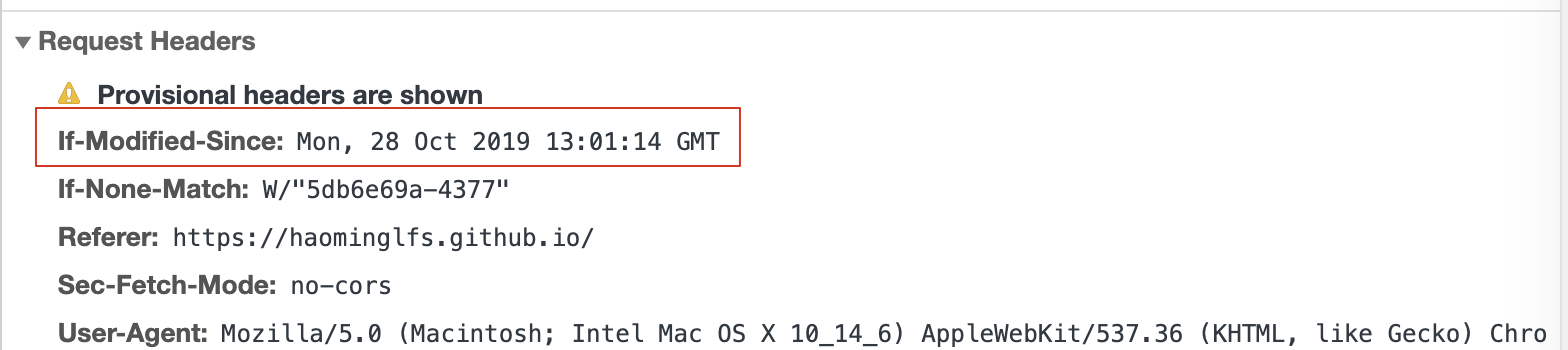 Request Headers
Provisional headers are shown
If-Modified-Since: Mon, 28 Oct 2019 13:01:14 GMT
If-None-Match: W/"5db6e69a-4377"
Referer: https://haominglfs.github.io/
Sec-Fetch-Mode: no-cors
User-Agent: Mozilla/5.0 (Macintosh; Intel Mac OS X 10_14_6) AppleWebKit/537.36 (KHTML, like Gecko) Chro